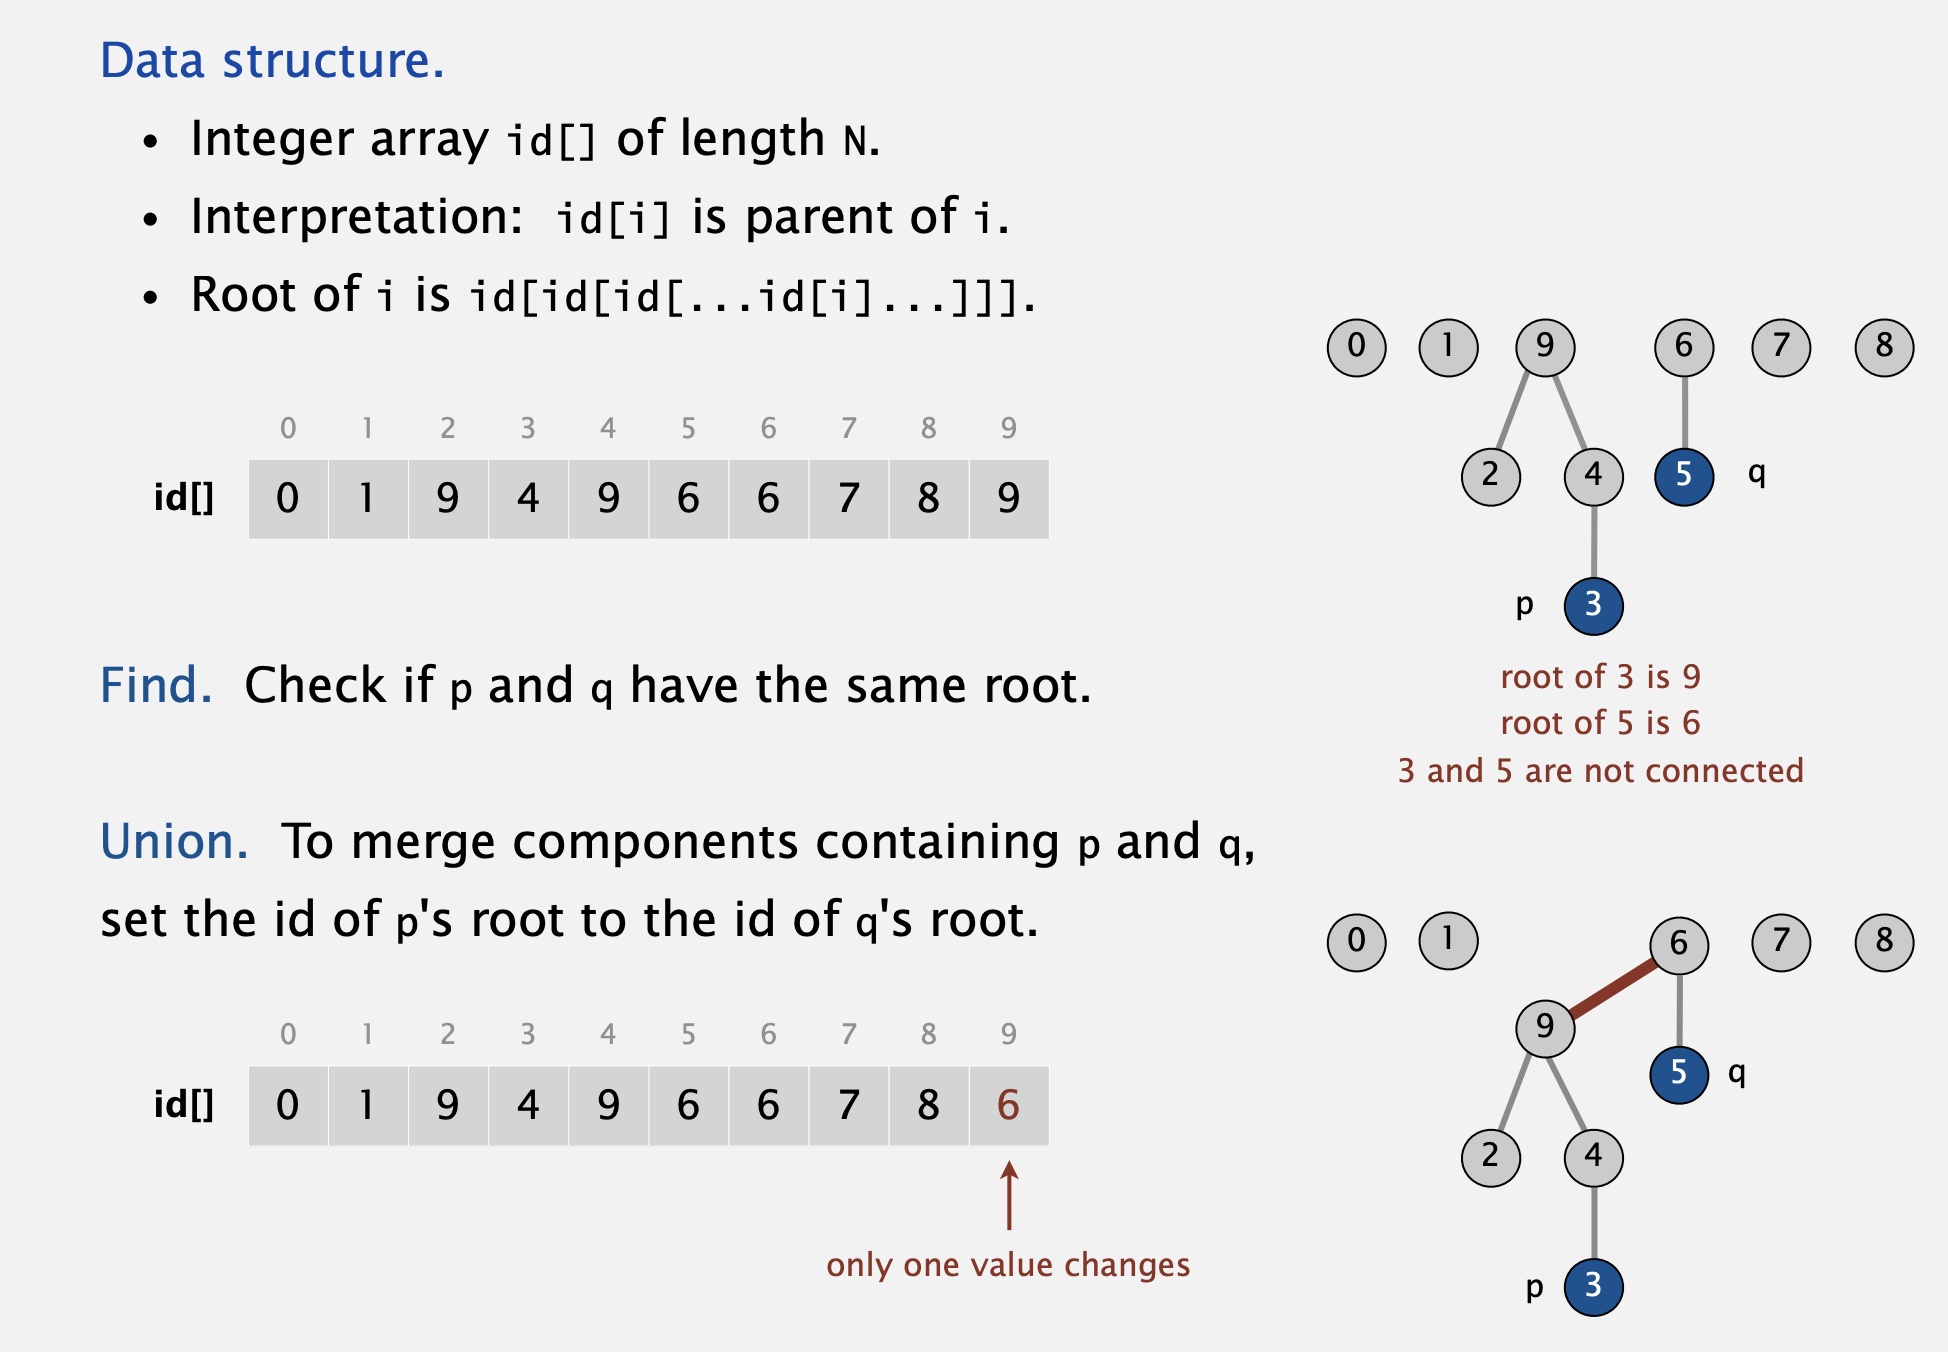 Data structure.
• Integer array id[] of length N.
• Interpretation: id[i] is parent of i.
• Root of i is id[id[id[...id[i]...]]].
0 1 2 3 4 5 6 7 8 9
id[] 0 1 9 4 9 6 6 7 8 9
0 1 9 6 7 8
2 4 5 q
p 3
root of 3 is 9
root of 5 is 6
3 and 5 are not connected
Find. Check if p and q have the same root.
Union. To merge components containing p and q,
set the id of p's root to the id of q's root.
0 1 2 3 4 5 6 7 8 9
id[] 0 1 9 4 9 6 6 7 8 6
only one value changes
0 1 6 7 8
9
5 q
2 4
p 3